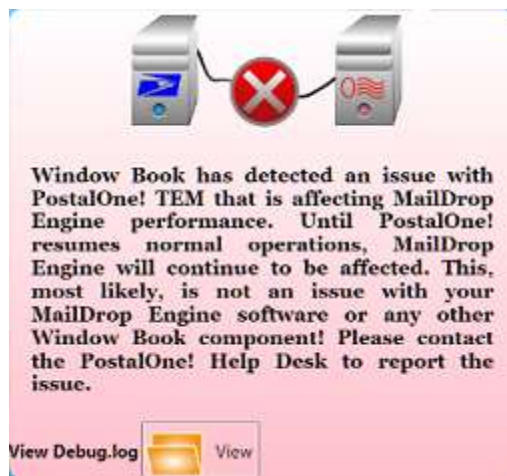 Window Book has detected an issue with
PostalOne! TEM that is affecting MailDrop
Engine performance. Until PostalOne!
resumes normal operations, MailDrop
Engine will continue to be affected. This,
most likely, is not an issue with your
MailDrop Engine software or any other
Window Book component! Please contact
the PostalOne! Help Desk to report the
issue.
View Debug.log View